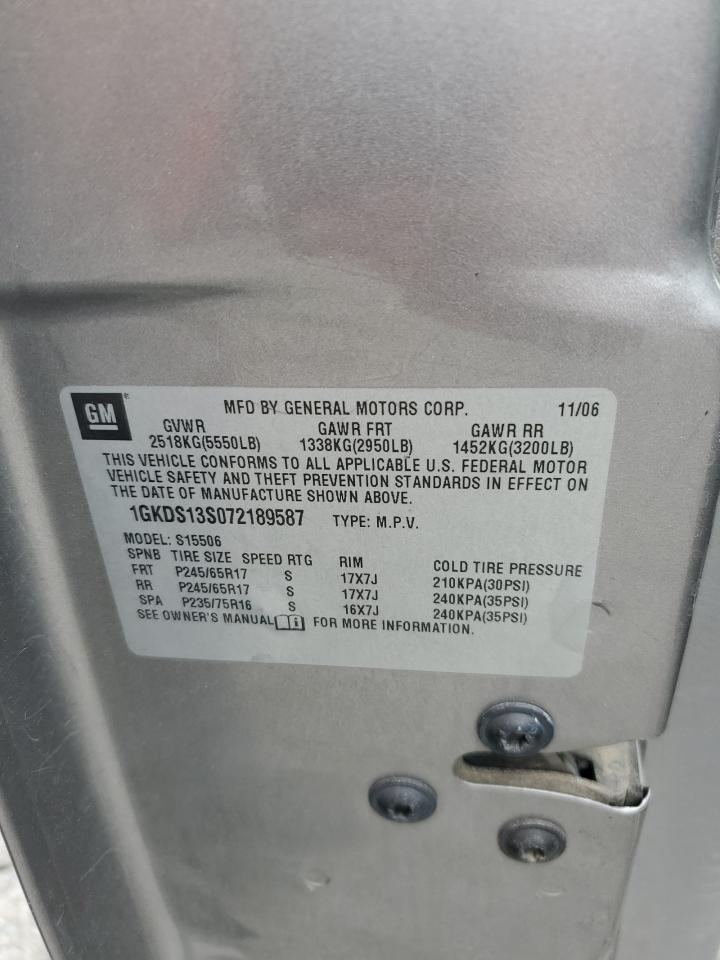 GM® MFD BY GENERAL MOTORS CORP. 11/06
GVWR GAWR FRT GAWR RR
2518KG(5550LB) 1338KG(2950LB) 1452KG(3200LB)
THIS VEHICLE CONFORMS TO ALL APPLICABLE U.S. FEDERAL MOTOR
VEHICLE SAFETY AND THEFT PREVENTION STANDARDS IN EFFECT ON
THE DATE OF MANUFACTURE SHOWN ABOVE.
1GKDS13S072189587 TYPE: M.P.V.
MODEL: S15506
SPNB TIRE SIZE SPEED RTG RIM COLD TIRE PRESSURE
FRT P245/65R17 S 17X7J 210KPA(30PSI)
RR P245/65R17 S 17X7J 240KPA(35PSI)
SPA P235/75R16 S 16X7J 240KPA(35PSI)
SEE OWNER'S MANUAL FOR MORE INFORMATION.